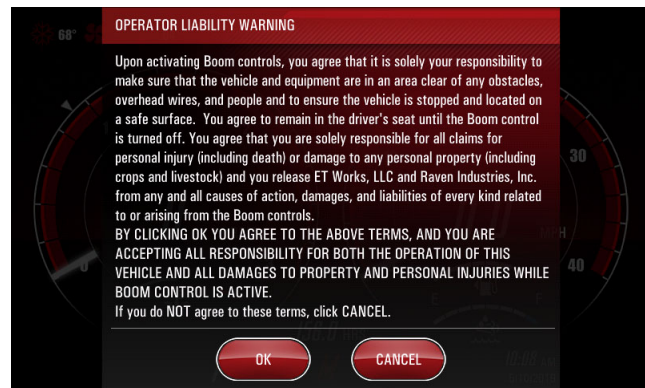 68°
OPERATOR LIABILITY WARNING
Upon activating Boom controls, you agree that it is solely your responsibility to
make sure that the vehicle and equipment are in an area clear of any obstacles,
overhead wires, and people and to ensure the vehicle is stopped and located on
a safe surface.  You agree to remain in the driver's seat until the Boom control
is turned off. You agree that you are solely responsible for all claims for
personal injury (including death) or damage to any personal property (including
crops and livestock) and you release ET Works, LLC and Raven Industries, Inc.
from any and all causes of action, damages, and liabilities of every kind related
to or arising from the Boom controls.
BY CLICKING OK YOU AGREE TO THE ABOVE TERMS, AND YOU ARE
ACCEPTING ALL RESPONSIBILITY FOR BOTH THE OPERATION OF THIS
VEHICLE AND ALL DAMAGES TO PROPERTY AND PERSONAL INJURIES WHILE
BOOM CONTROL IS ACTIVE.
If you do NOT agree to these terms, click CANCEL.
OK
CANCEL
30
40
0
E
F